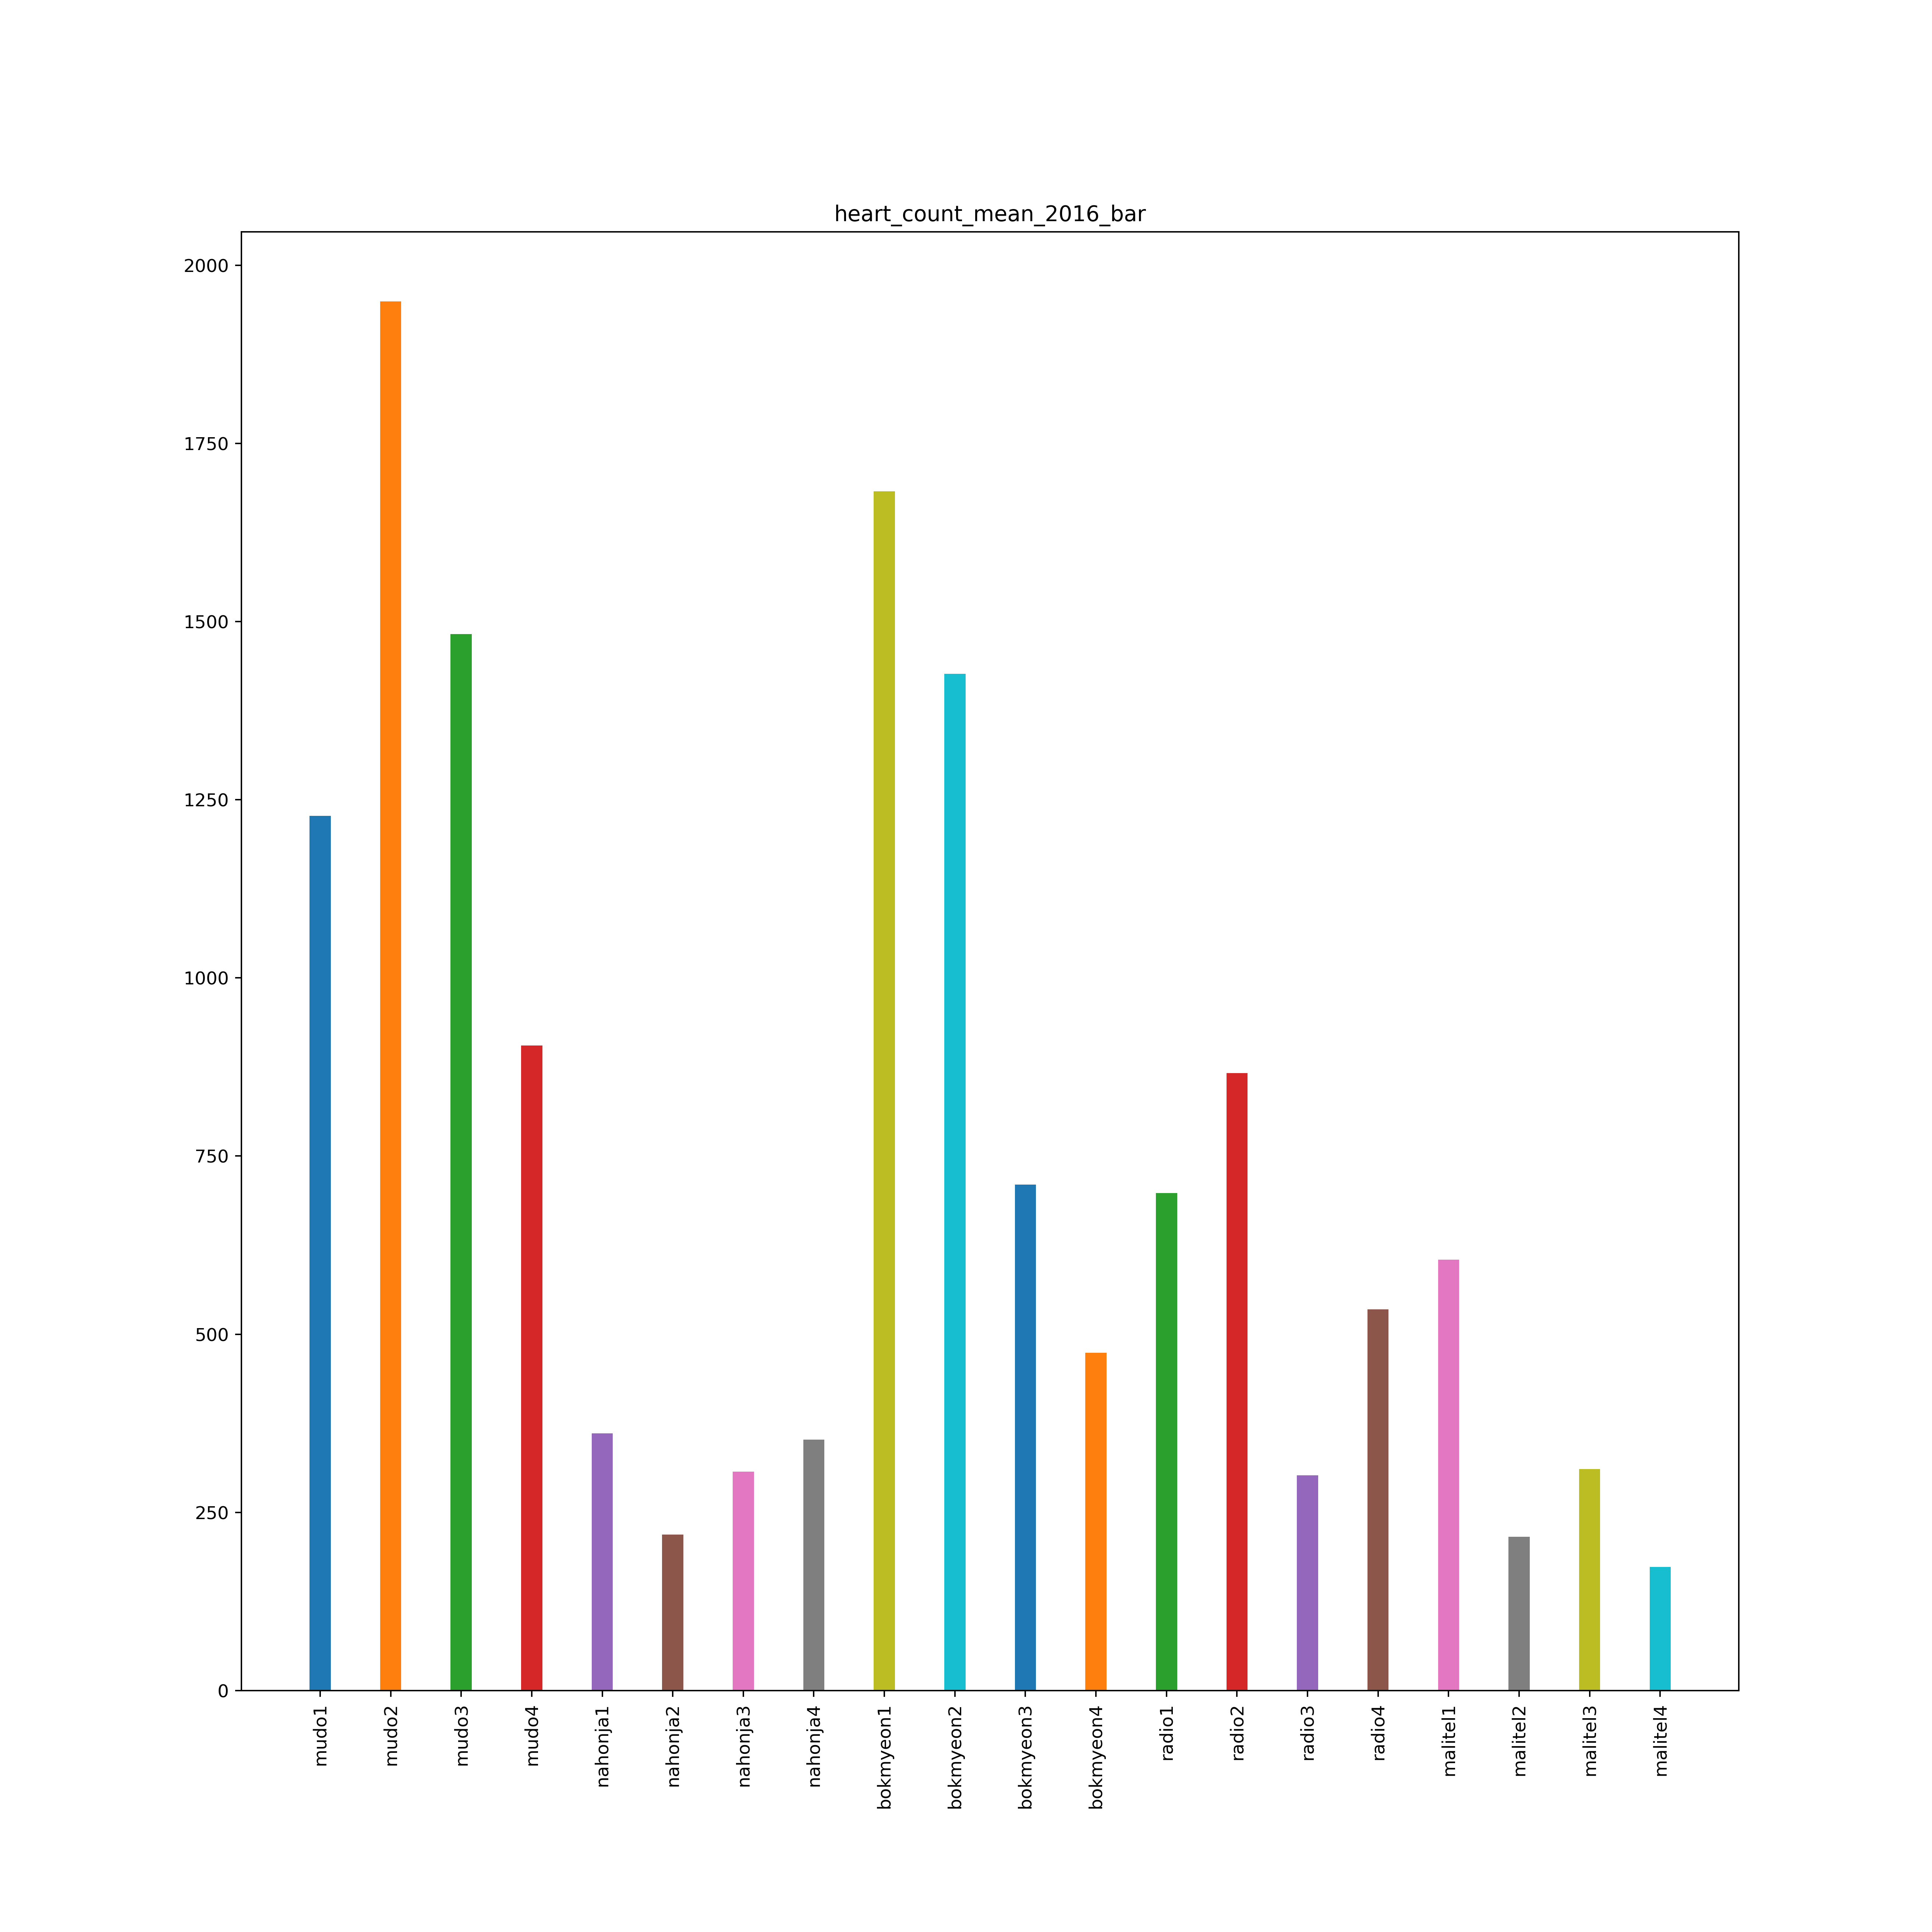 heart_count_mean_2016_bar
2000
1750
1500
1250
1000
750
500
250
0
mudo1
mudo2
mudo3
mudo4
nahonja1
nahonja2
nahonja3
nahonja4
bokmyeon1
bokmyeon2
bokmyeon3
bokmyeon4
radio1
radio2
radio3
radio4
malitel1
malitel2
malitel3
malitel4